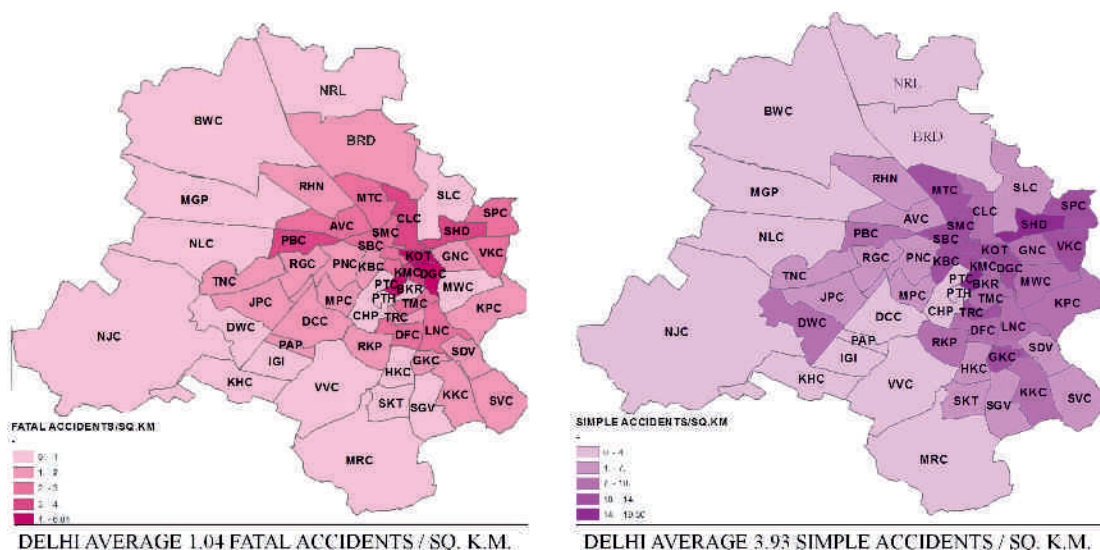 NRL
BWC
BRD
RHN
MGP
SLC
MTC
CLC
SPC
AVC
SMC
SHD
NLC
PBC
SBC
KOT
GNC
VKC
RGC
PNC
KBC
KMC
DGC
TNC
PTC
BKR
MWC
JPC
MPC
PTH
TMC
KPC
CHP
TRC
DWC
DCC
LNC
NJC
PAP
DFC
RKP
SDV
IGI
GKC
HKC
KHC
VVC
KKC
SVC
SKT
SGV
MRC
FATAL ACCIDENTS/SQ.KM
DELHI AVERAGE 1.04 FATAL ACCIDENTS / SQ. K.M.
NRL
BWC
BRD
RHN
MGP
SLC
MTC
CLC
SPC
AVC
SMC
SHD
NLC
PBC
SBC
KOT
GNC
VKC
RGC
PNC
KBC
KMC
DGC
TNC
PTC
BKR
MWC
JPC
MPC
PTH
TMC
KPC
CHP
TRC
DWC
DCC
LNC
NJC
PAP
DFC
RKP
SDV
IGI
GKC
HKC
KHC
VVC
KKC
SVC
SKT
SGV
MRC
SIMPLE ACCIDENTS/SQ.KM
10 - 14
DELHI AVERAGE 3.93 SIMPLE ACCIDENTS / SQ. K.M.